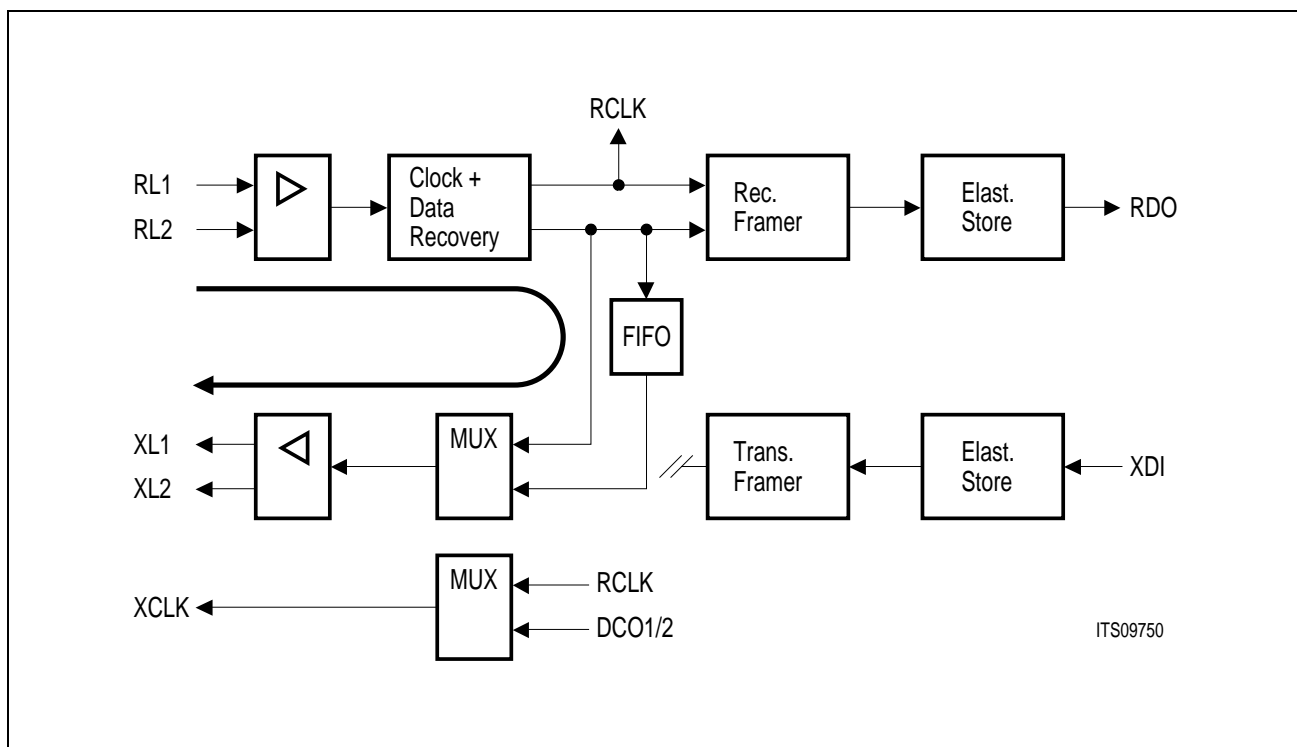 RCLK
RL1
RL2
Clock +
Data
Recovery
Rec.
Framer
Elast.
Store
RDO
FIFO
XL1
XL2
MUX
Trans.
Framer
Elast.
Store
XDI
XCLK
MUX
RCLK
DCO1/2
ITS09750